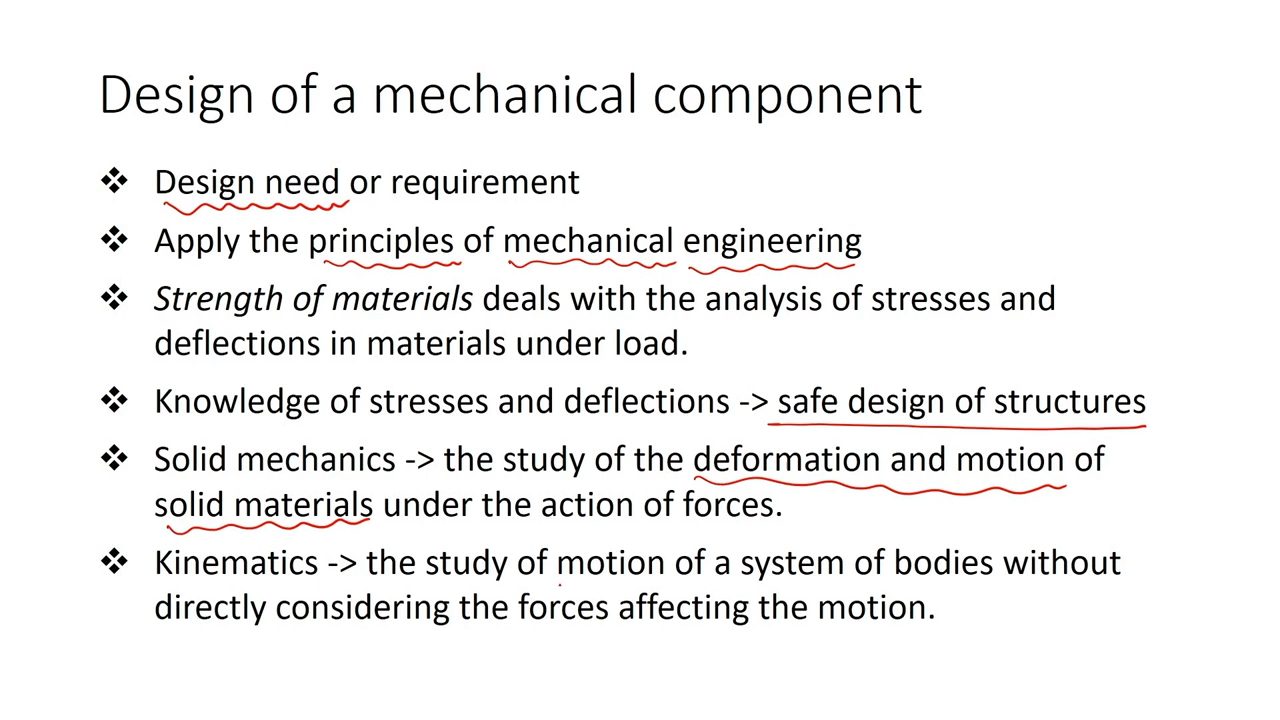 Design of a mechanical component
❖ Design need or requirement
❖ Apply the principles of mechanical engineering
❖ Strength of materials deals with the analysis of stresses and
deflections in materials under load.
❖ Knowledge of stresses and deflections -> safe design of structures
❖ Solid mechanics -> the study of the deformation and motion of
solid materials under the action of forces.
❖ Kinematics -> the study of motion of a system of bodies without
directly considering the forces affecting the motion.